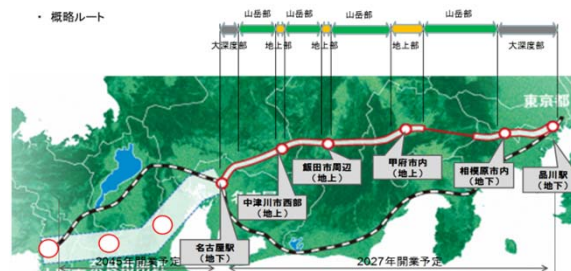 ・ 概略ルート
山岳部
山岳部
山岳部
山岳部
大深度部
地上部
地上部
地上部
大深度部
東京都
飯田市周辺
（地上）
甲府市内
（地上）
相模原市内
（地下）
品川駅
（地下）
中津川市西部
（地上）
名古屋駅
（地下）
2045年開業予定
2027年開業予定